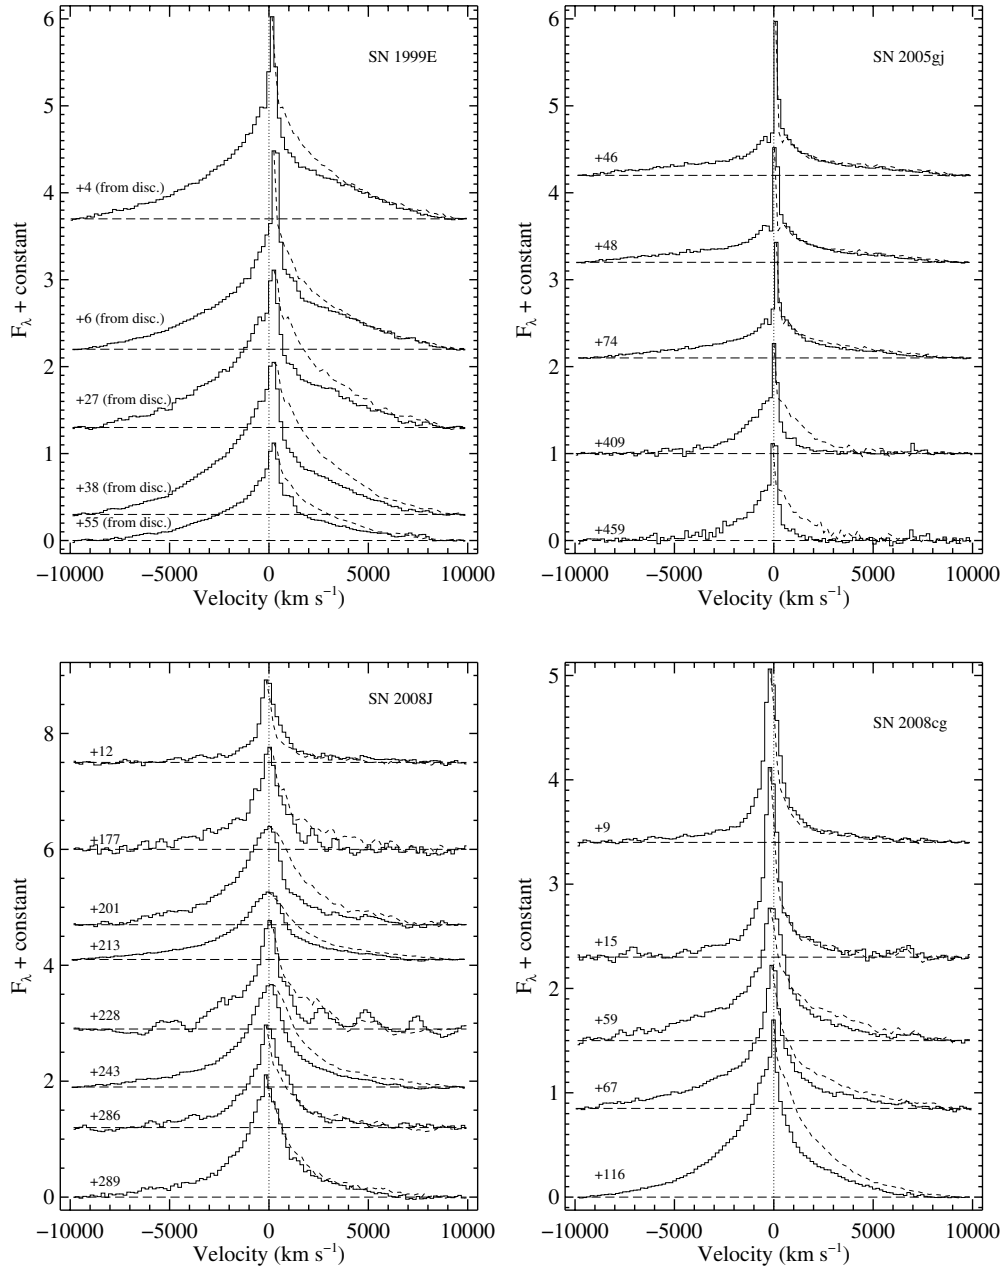 SN 1999E
6
5
4
3
2
1
0
F_λ + constant
+4 (from disc.)
+6 (from disc.)
+27 (from disc.)
+38 (from disc.)
+55 (from disc.)
−10000 −5000 0 5000 10000
Velocity (km s⁻¹)
SN 2005gj
6
5
4
3
2
1
0
F_λ + constant
+46
+48
+74
+409
+459
−10000 −5000 0 5000 10000
Velocity (km s⁻¹)
SN 2008J
8
6
4
2
0
F_λ + constant
+12
+177
+201
+213
+228
+243
+286
+289
−10000 −5000 0 5000 10000
Velocity (km s⁻¹)
SN 2008cg
5
4
3
2
1
0
F_λ + constant
+9
+15
+59
+67
+116
−10000 −5000 0 5000 10000
Velocity (km s⁻¹)